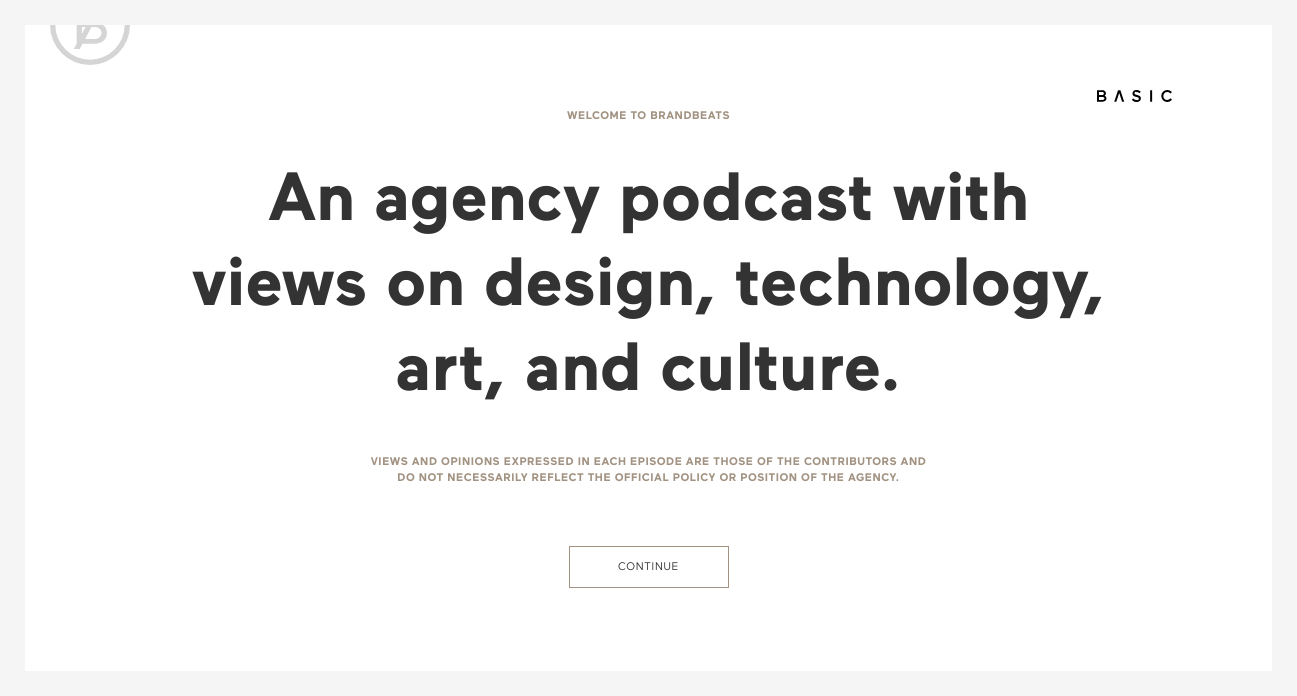 BASIC
WELCOME TO BRANDBEATS
An agency podcast with
views on design, technology,
art, and culture.
VIEWS AND OPINIONS EXPRESSED IN EACH EPISODE ARE THOSE OF THE CONTRIBUTORS AND
DO NOT NECESSARILY REFLECT THE OFFICIAL POLICY OR POSITION OF THE AGENCY.
CONTINUE